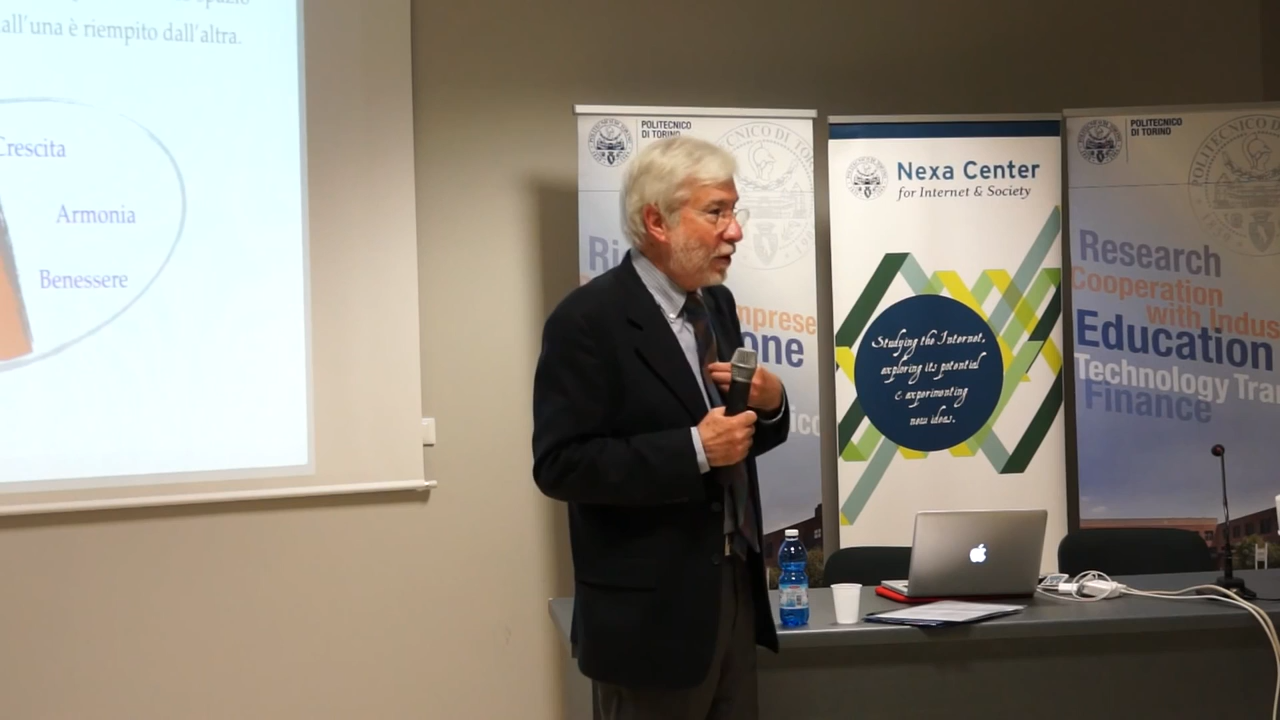 spazio
all'una è riempito dall'altra.
Crescita
Armonia
Benessere
POLITECNICO
DI TORINO
Nexa Center
for Internet & Society
Studying the Internet,
exploring its potential
& experimenting
new ideas.
POLITECNICO
DI TORINO
Research
Cooperation
with Indus
Education
Technology Tra
Finance